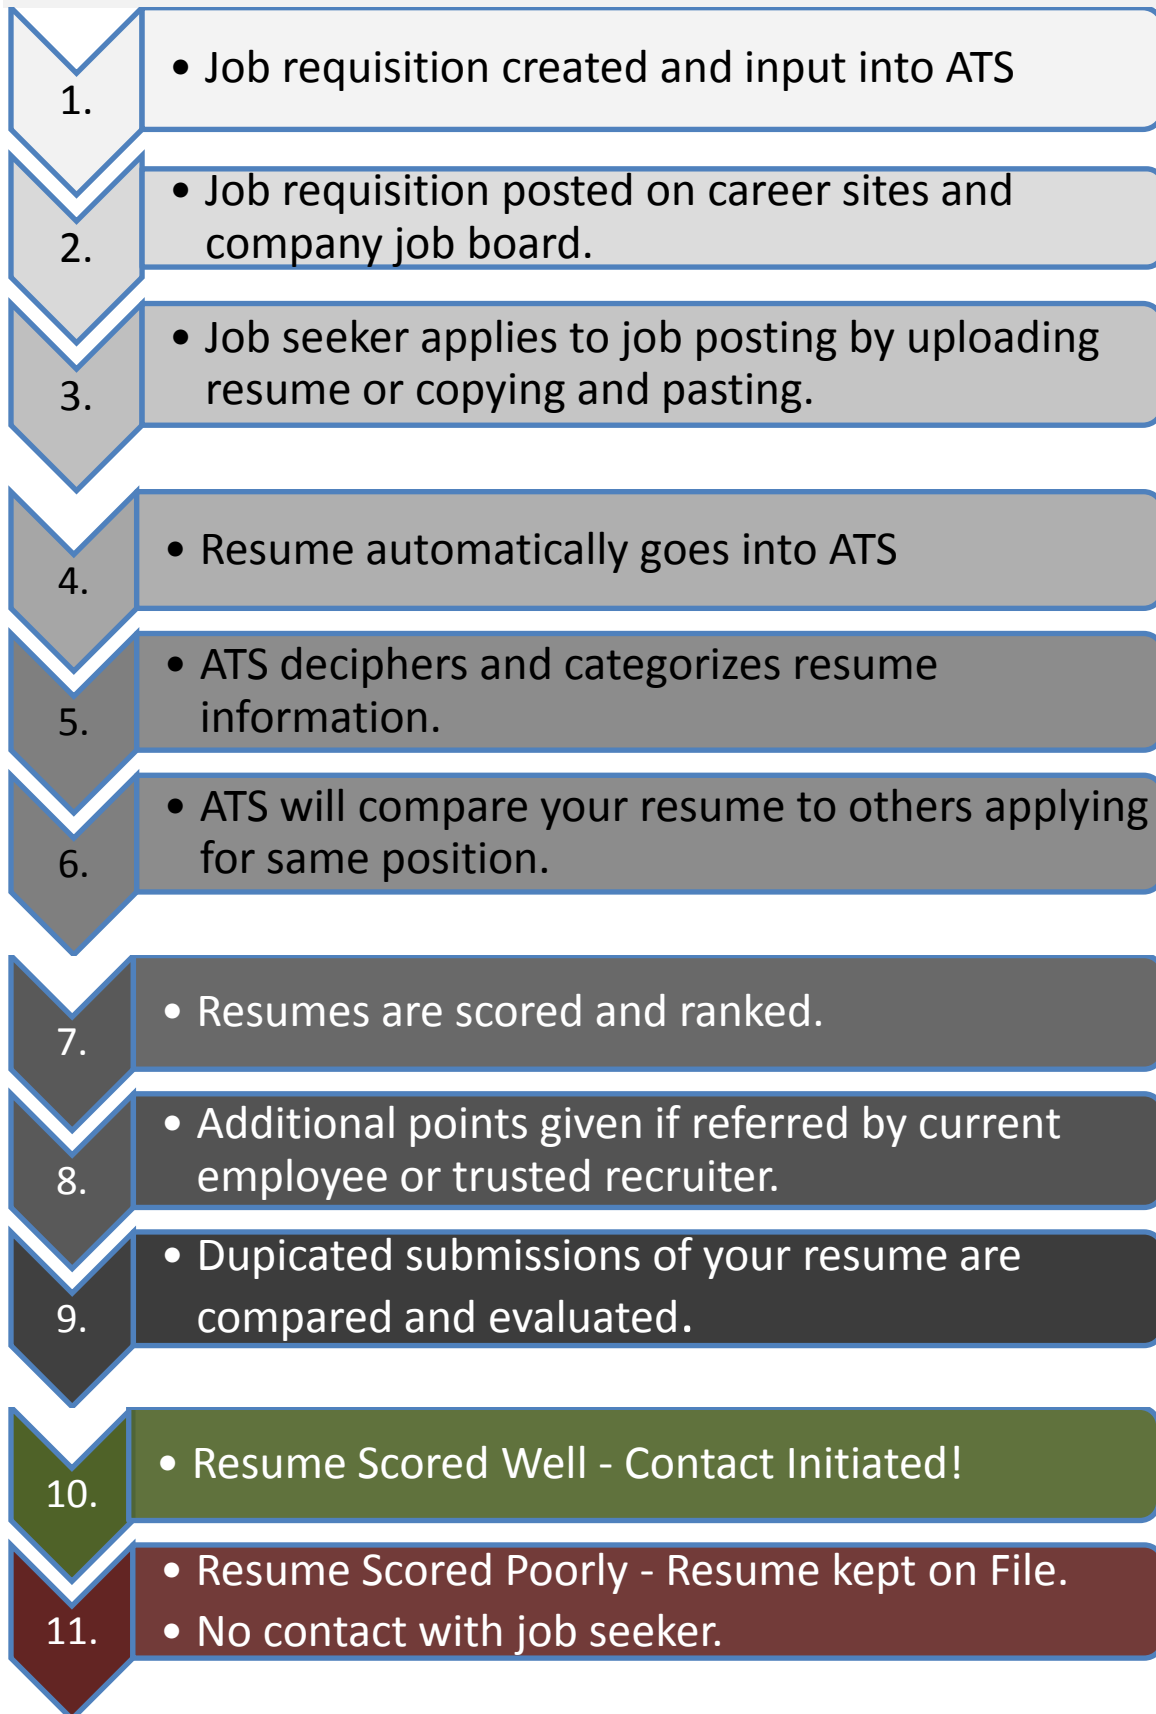 1.
• Job requisition created and input into ATS
2.
• Job requisition posted on career sites and
company job board.
3.
• Job seeker applies to job posting by uploading
resume or copying and pasting.
4.
• Resume automatically goes into ATS
5.
• ATS deciphers and categorizes resume
information.
6.
• ATS will compare your resume to others applying
for same position.
7.
• Resumes are scored and ranked.
8.
• Additional points given if referred by current
employee or trusted recruiter.
9.
• Dupicated submissions of your resume are
compared and evaluated.
10.
• Resume Scored Well - Contact Initiated!
11.
• Resume Scored Poorly - Resume kept on File.
• No contact with job seeker.